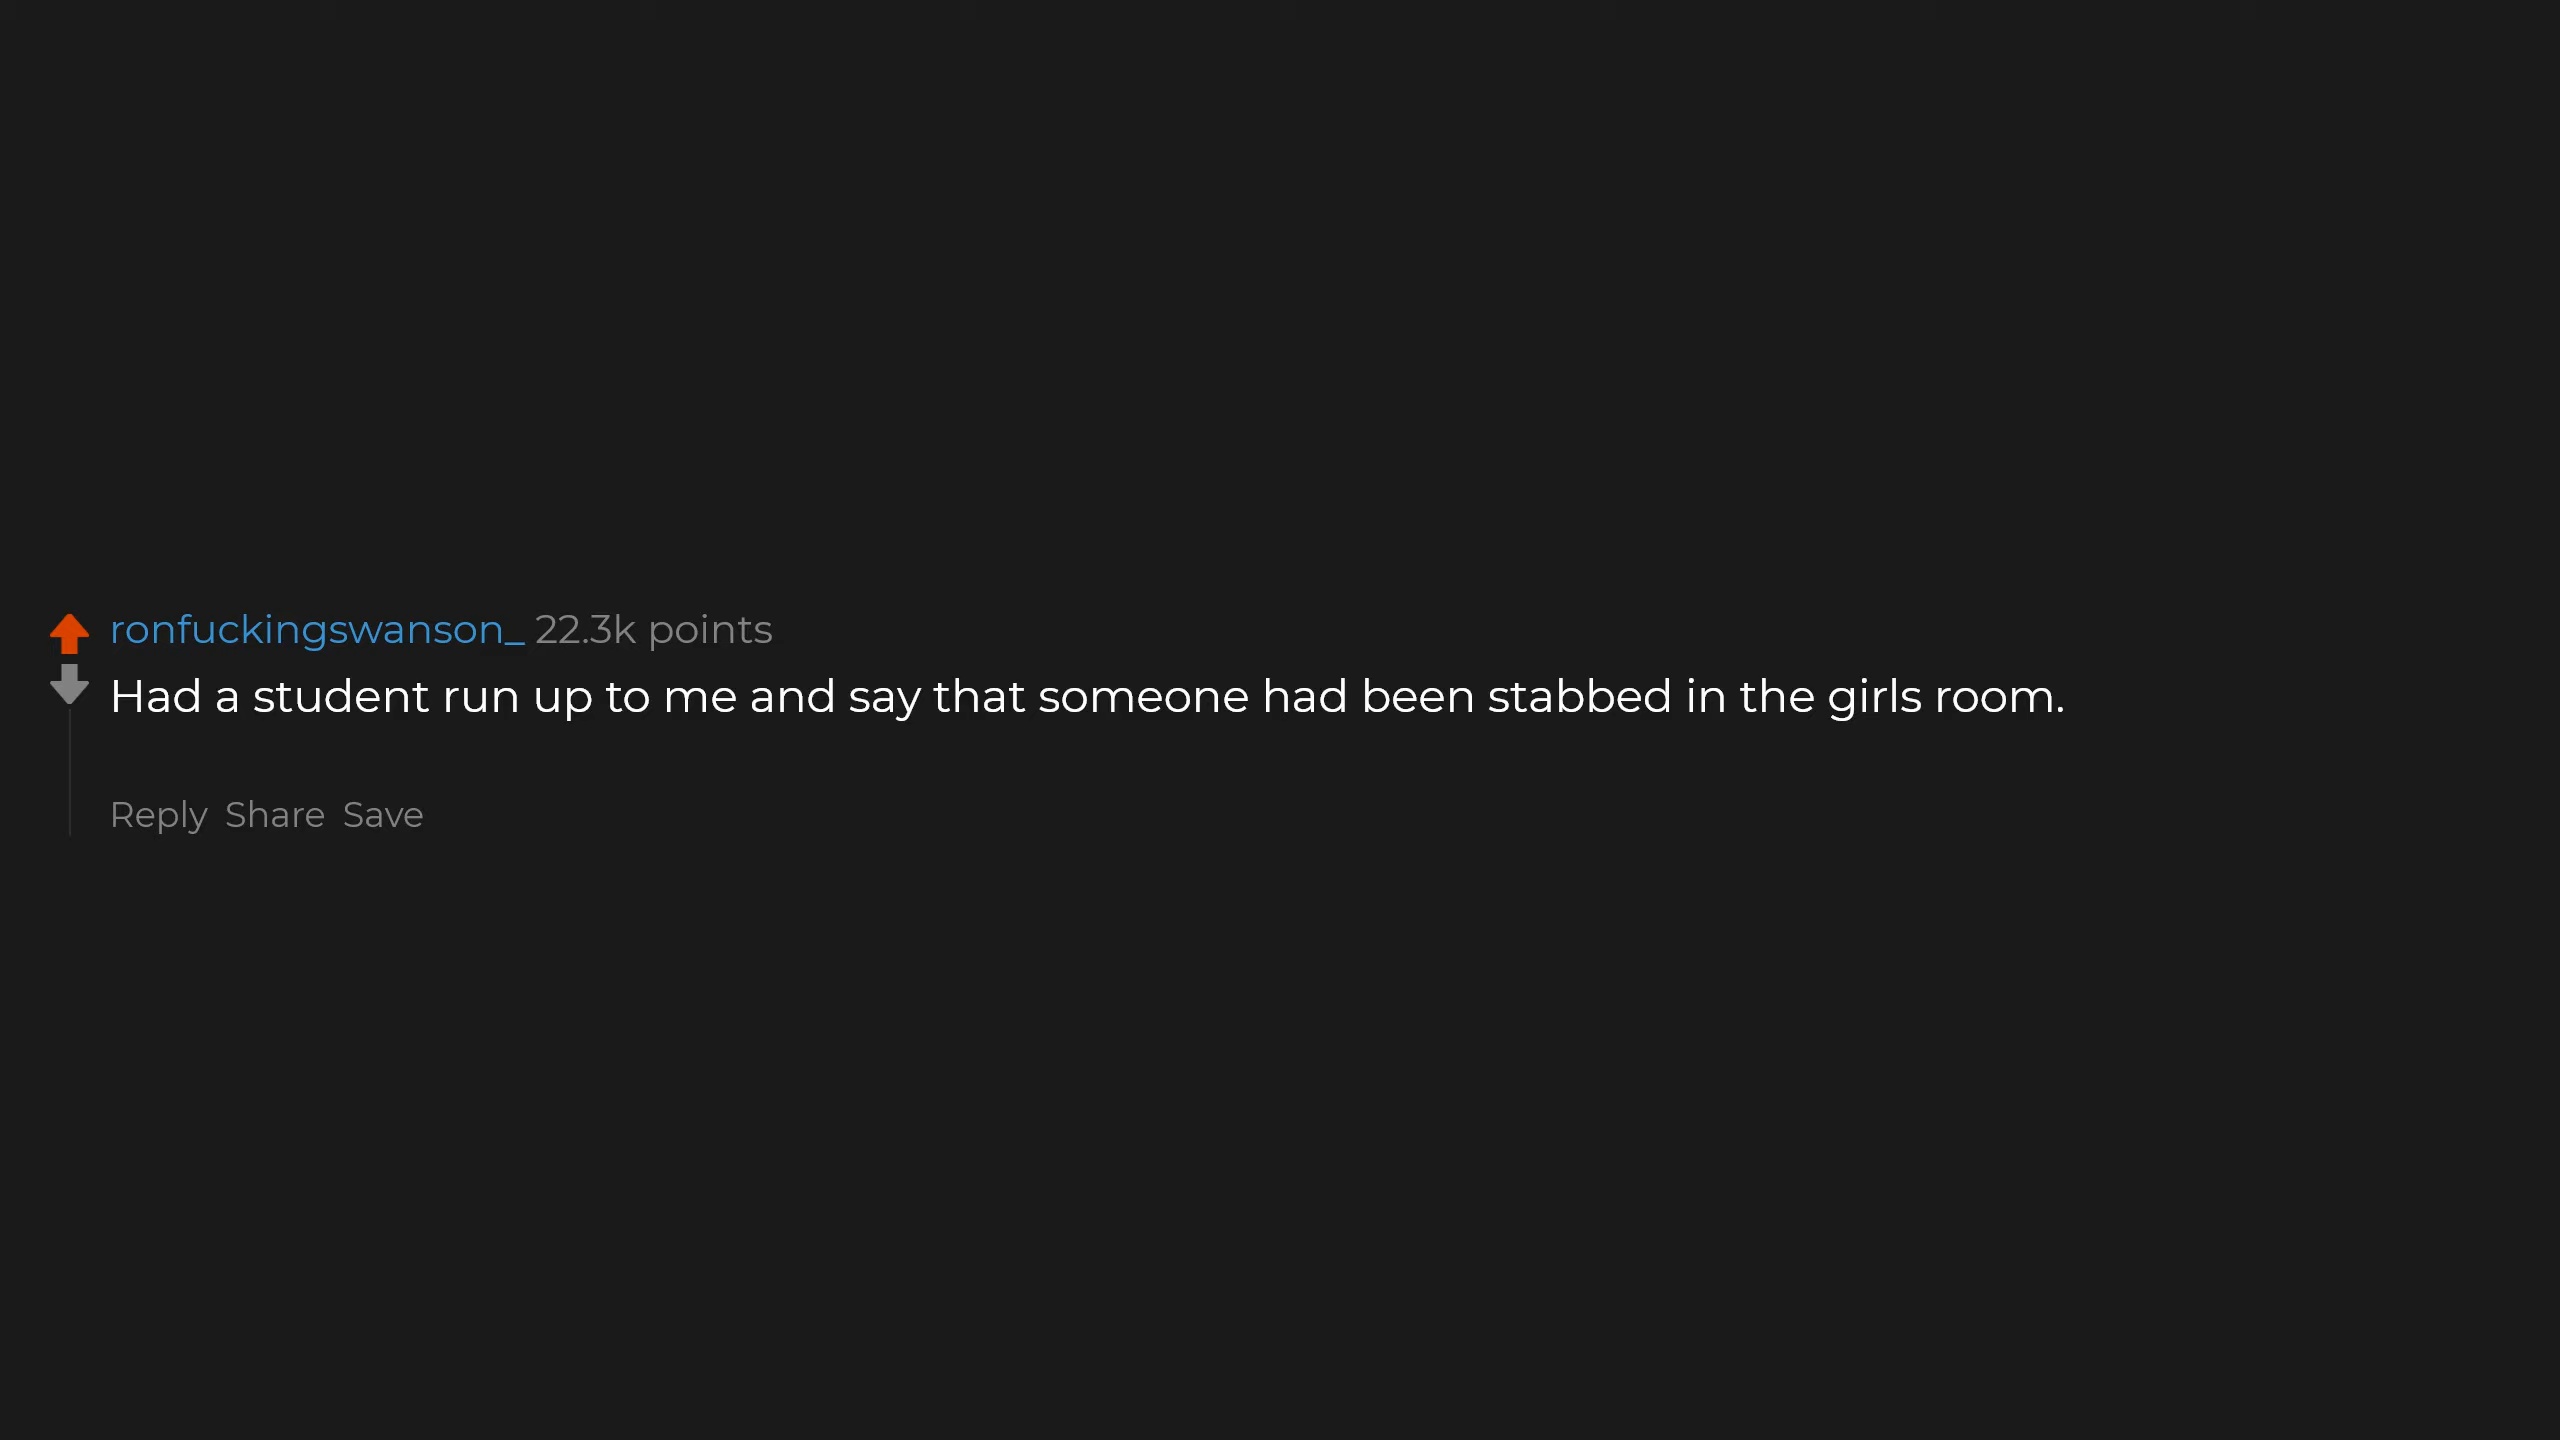 ronfuckingswanson_ 22.3k points
Had a student run up to me and say that someone had been stabbed in the girls room.
Reply Share Save